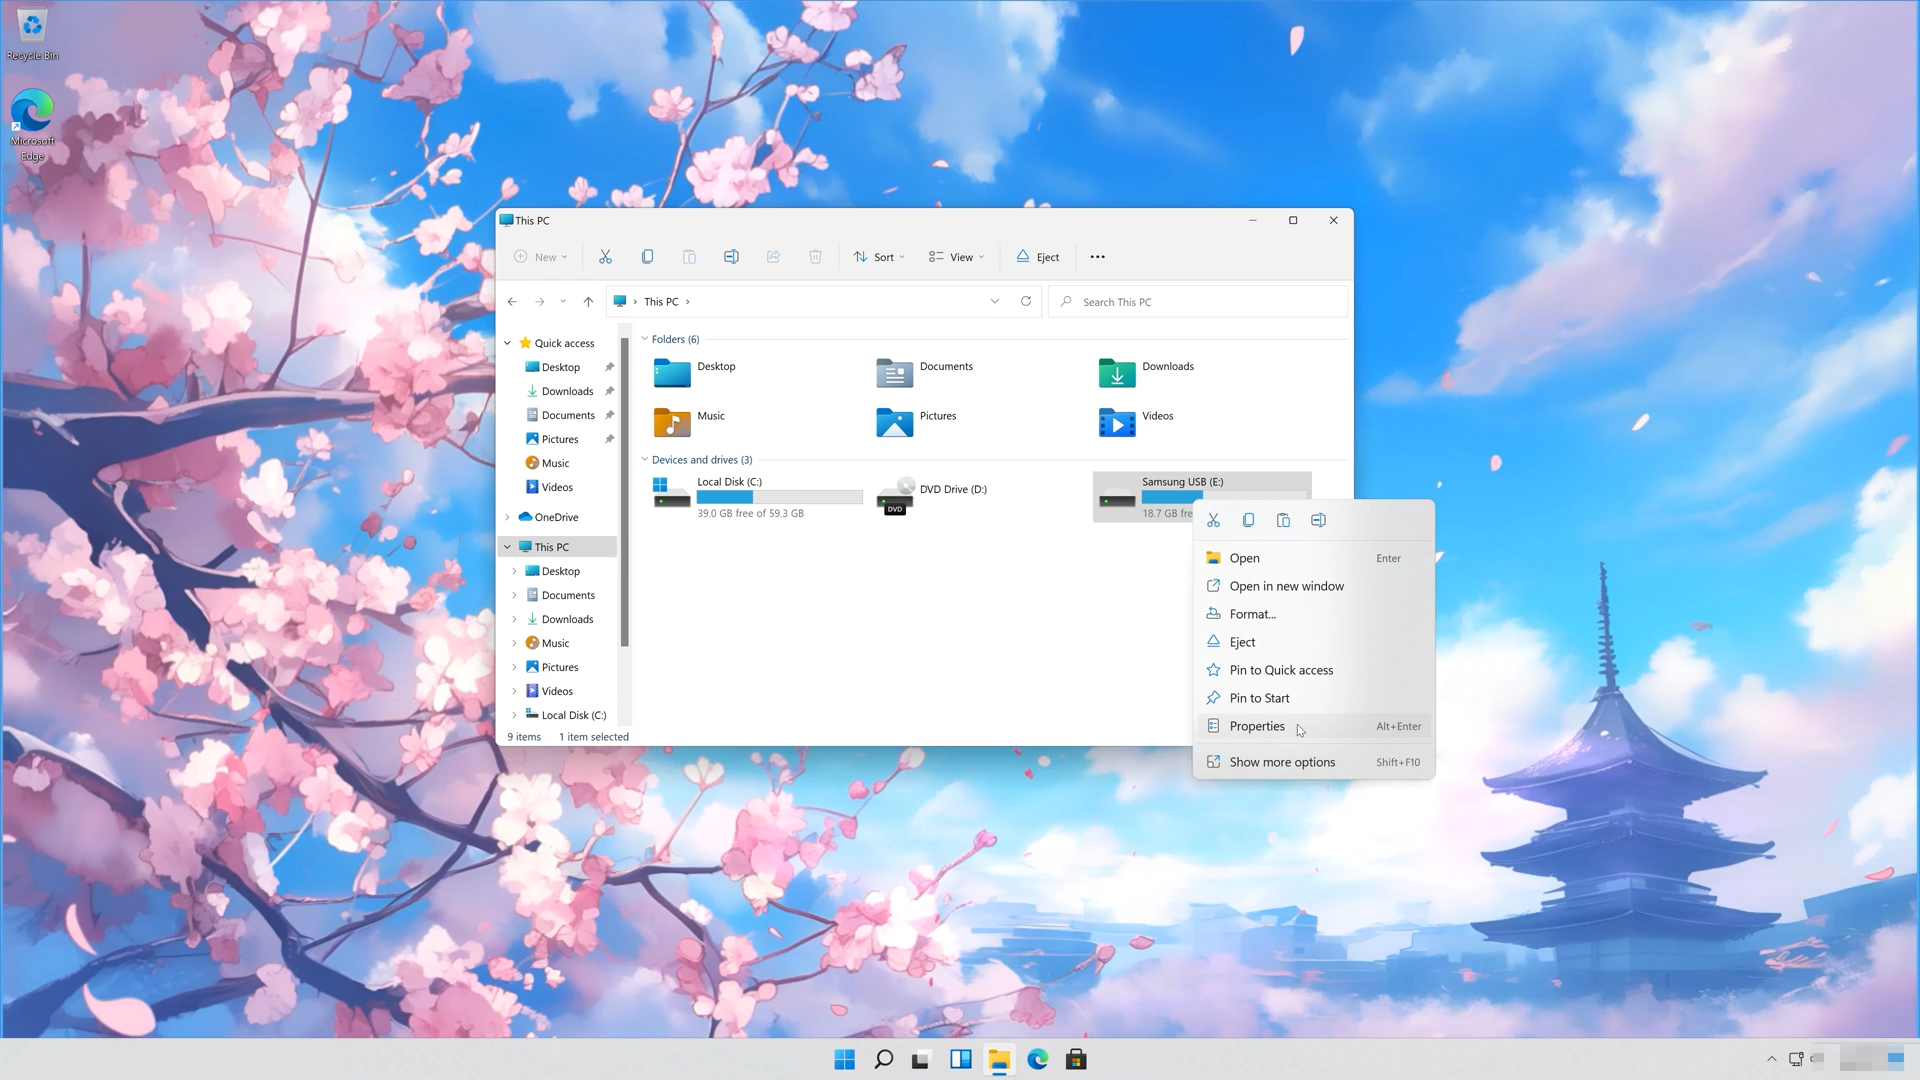 Recycle Bin
Microsoft
Edge
This PC
New
Sort
View
Eject
This PC
Search This PC
Quick access
Desktop
Downloads
Documents
Pictures
Music
Videos
OneDrive
This PC
Desktop
Documents
Downloads
Music
Pictures
Videos
Local Disk (C:)
Folders (6)
Desktop
Documents
Downloads
Music
Pictures
Videos
Devices and drives (3)
Local Disk (C:)
39.0 GB free of 59.3 GB
DVD
DVD Drive (D:)
Samsung USB (E:)
18.7 GB fre
Open Enter
Open in new window
Format...
Eject
Pin to Quick access
Pin to Start
Properties Alt+Enter
Show more options Shift+F10
9 items 1 item selected